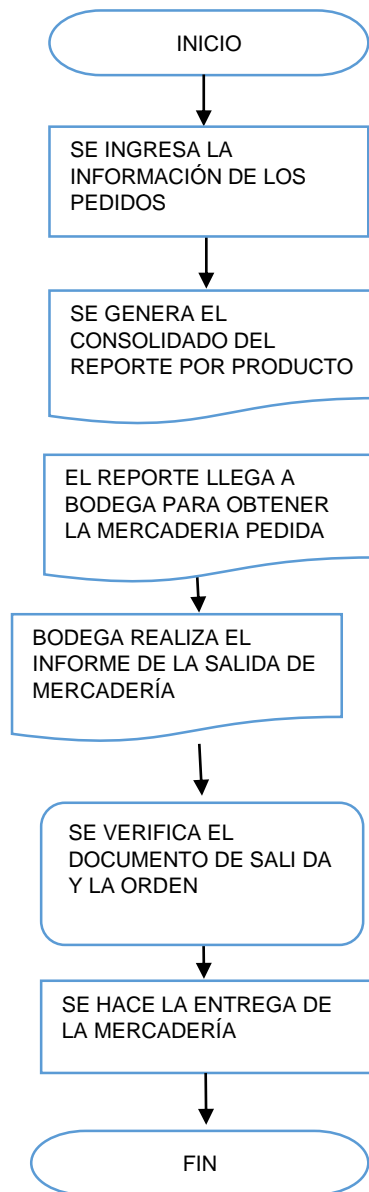 INICIO
SE INGRESA LA
INFORMACIÓN DE LOS
PEDIDOS
SE GENERA EL
CONSOLIDADO DEL
REPORTE POR PRODUCTO
EL REPORTE LLEGA A
BODEGA PARA OBTENER
LA MERCADERIA PEDIDA
BODEGA REALIZA EL
INFORME DE LA SALIDA DE
MERCADERÍA
SE VERIFICA EL
DOCUMENTO DE SALI DA
Y LA ORDEN
SE HACE LA ENTREGA DE
LA MERCADERÍA
FIN